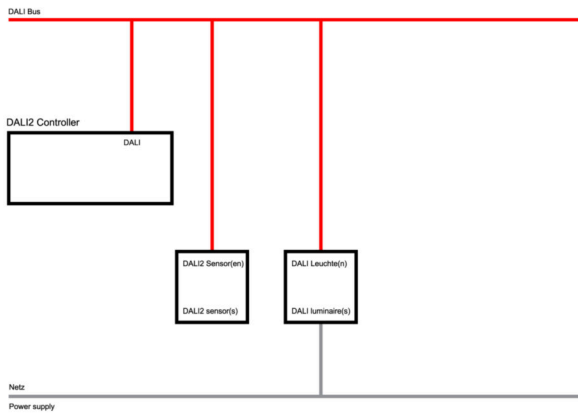 DALI Bus
DALI2 Controller
DALI
DALI2 Sensor(en)
DALI2 sensor(s)
DALI Leuchte(n)
DALI luminaire(s)
Netz
Power supply